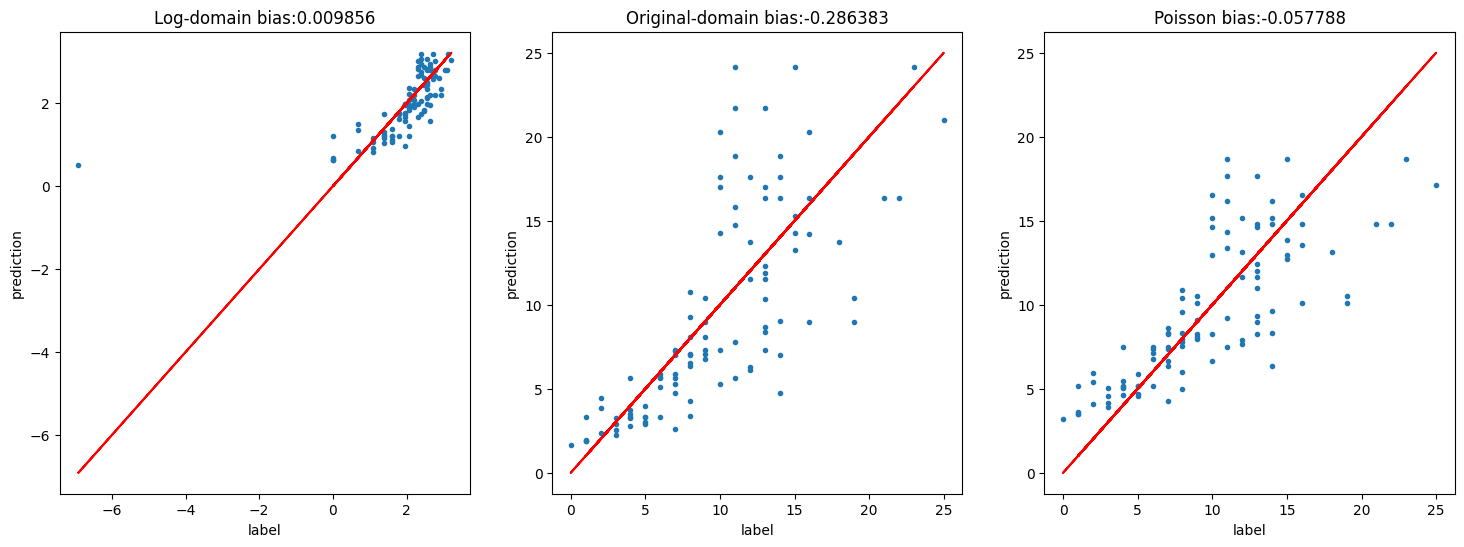 Log-domain bias:0.009856
prediction
2
0
−2
−4
−6
−6 −4 −2 0 2
label
Original-domain bias:-0.286383
prediction
25
20
15
10
5
0
0 5 10 15 20 25
label
Poisson bias:-0.057788
prediction
25
20
15
10
5
0
0 5 10 15 20 25
label